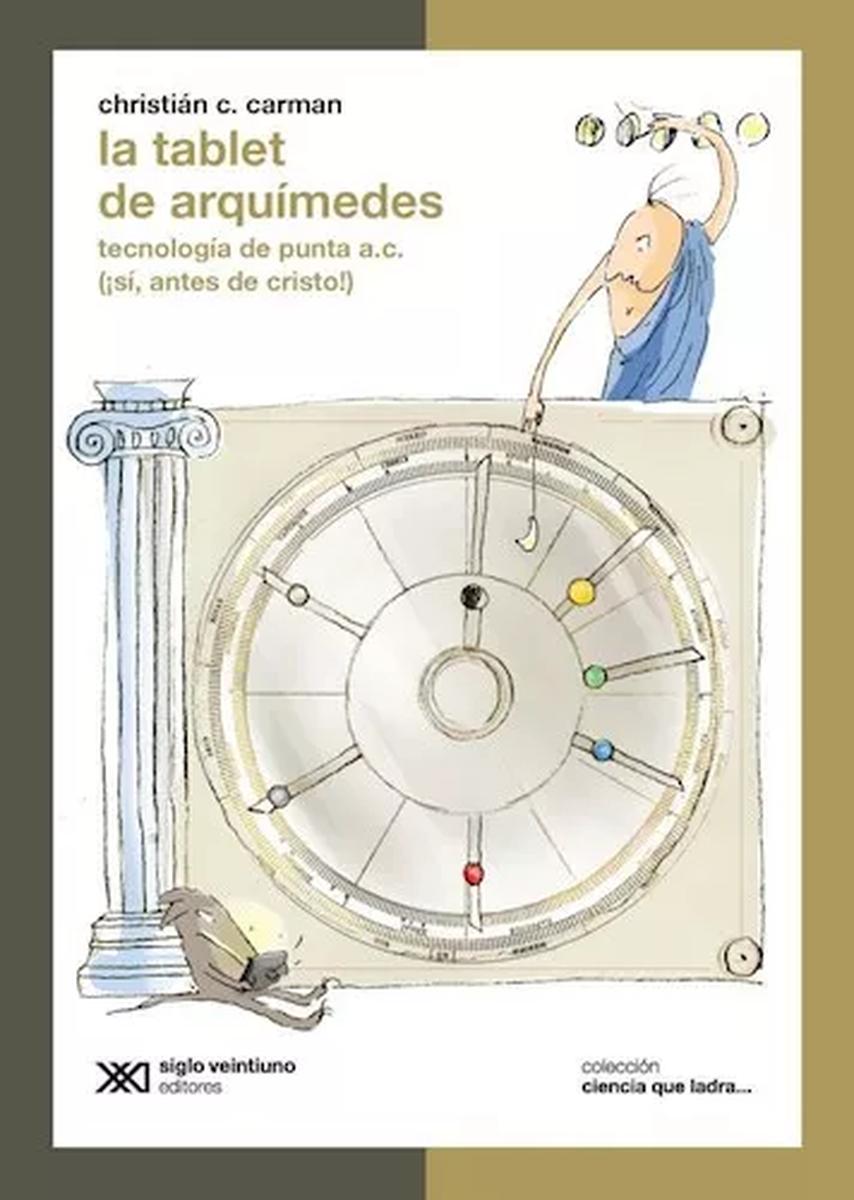 christián c. carman
la tablet
de arquímedes
tecnología de punta a.c.
(¡sí, antes de cristo!)
siglo veintiuno
editores
colección
ciencia que ladra...